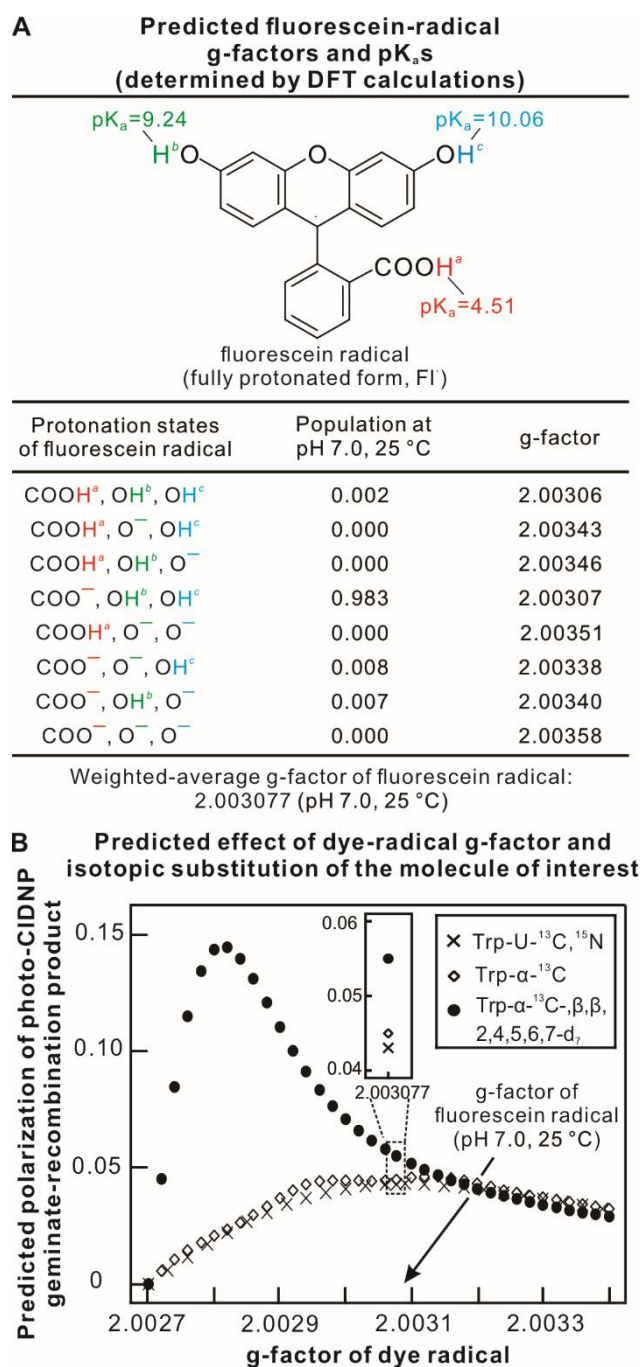 A
Predicted fluorescein-radical
g-factors and pKₐs
(determined by DFT calculations)
pKₐ=9.24
pKₐ=10.06
HᵇO
O
OHᶜ
COOHᵃ
pKₐ=4.51
fluorescein radical
(fully protonated form, Fl˙)
Protonation states of fluorescein radical | Population at pH 7.0, 25 °C | g-factor
COOHᵃ, OHᵇ, OHᶜ 0.002 2.00306
COOHᵃ, O⁻, OHᶜ 0.000 2.00343
COOHᵃ, OHᵇ, O⁻ 0.000 2.00346
COO⁻, OHᵇ, OHᶜ 0.983 2.00307
COOHᵃ, O⁻, O⁻ 0.000 2.00351
COO⁻, O⁻, OHᶜ 0.008 2.00338
COO⁻, OHᵇ, O⁻ 0.007 2.00340
COO⁻, O⁻, O⁻ 0.000 2.00358
Weighted-average g-factor of fluorescein radical:
2.003077 (pH 7.0, 25 °C)
B
Predicted effect of dye-radical g-factor and
isotopic substitution of the molecule of interest
Predicted polarization of photo-CIDNP
geminate-recombination product
0.15
0.10
0.05
0
0.06
0.05
0.04
2.003077
Trp-U-¹³C,¹⁵N
Trp-α-¹³C
Trp-α-¹³C-,β,β,
2,4,5,6,7-d₇
g-factor of
fluorescein radical
(pH 7.0, 25 °C)
2.0027 2.0029 2.0031 2.0033
g-factor of dye radical